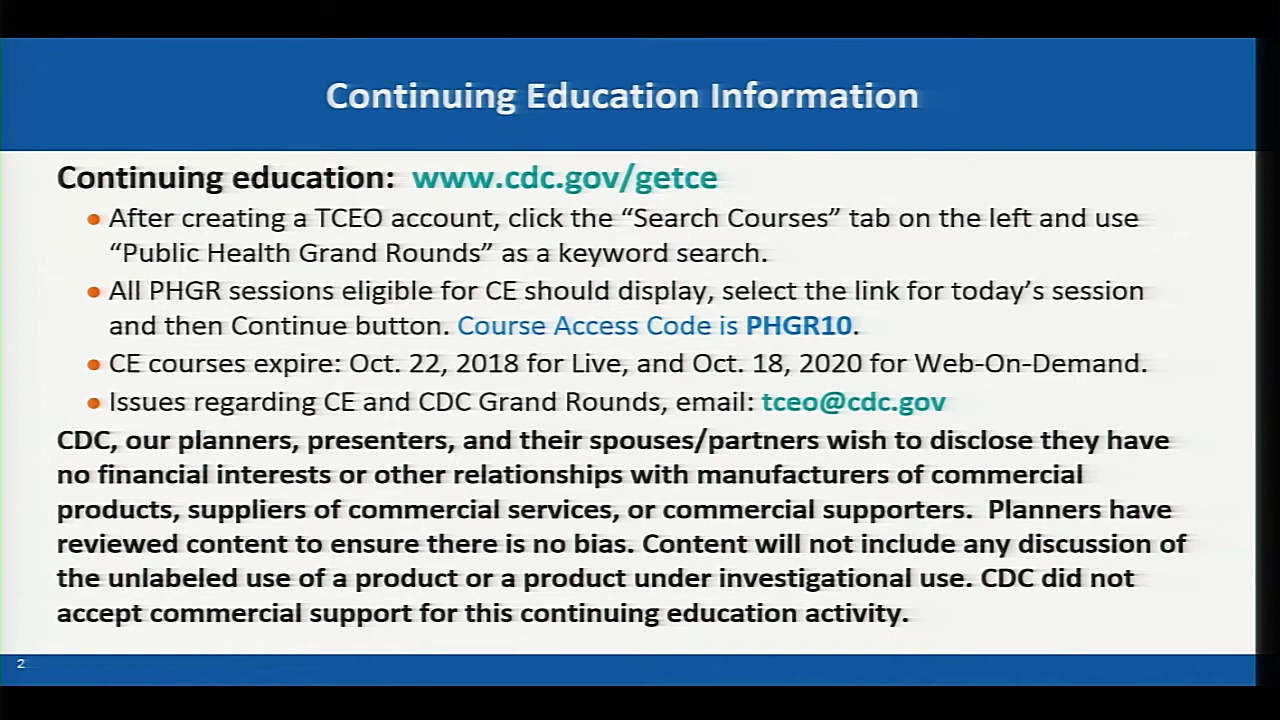 Continuing Education Information
Continuing education: www.cdc.gov/getce
• After creating a TCEO account, click the “Search Courses” tab on the left and use
“Public Health Grand Rounds” as a keyword search.
• All PHGR sessions eligible for CE should display, select the link for today’s session
and then Continue button. Course Access Code is PHGR10.
• CE courses expire: Oct. 22, 2018 for Live, and Oct. 18, 2020 for Web-On-Demand.
• Issues regarding CE and CDC Grand Rounds, email: tceo@cdc.gov
CDC, our planners, presenters, and their spouses/partners wish to disclose they have
no financial interests or other relationships with manufacturers of commercial
products, suppliers of commercial services, or commercial supporters.  Planners have
reviewed content to ensure there is no bias. Content will not include any discussion of
the unlabeled use of a product or a product under investigational use. CDC did not
accept commercial support for this continuing education activity.
2